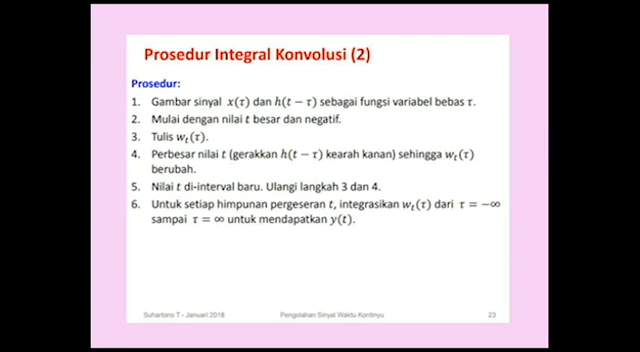 Prosedur Integral Konvolusi (2)
Prosedur:
1. Gambar sinyal x(τ) dan h(t − τ) sebagai fungsi variabel bebas τ.
2. Mulai dengan nilai t besar dan negatif.
3. Tulis wₜ(τ).
4. Perbesar nilai t (gerakkan h(t − τ) kearah kanan) sehingga wₜ(τ)
berubah.
5. Nilai t di-interval baru. Ulangi langkah 3 dan 4.
6. Untuk setiap himpunan pergeseran t, integrasikan wₜ(τ) dari τ = −∞
sampai τ = ∞ untuk mendapatkan y(t).
Suhartono T - Januari 2018 Pengolahan Sinyal Waktu Kontinyu 23